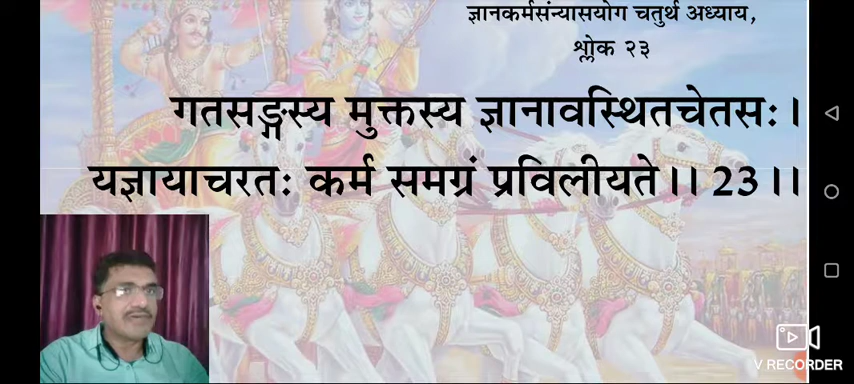 ज्ञानकर्मसंन्यासयोग चतुर्थ अध्याय,
श्लोक २३
गतसङ्गस्य मुक्तस्य ज्ञानावस्थितचेतसः।
यज्ञायाचरतः कर्म समग्रं प्रविलीयते।। 23।।
V RECORDER